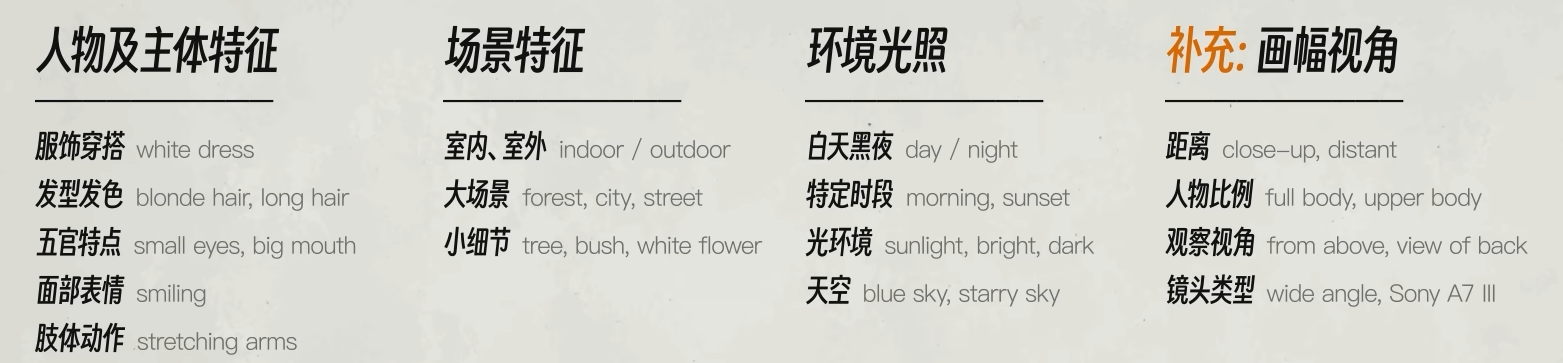 人物及主体特征
服饰穿搭 white dress
发型发色 blonde hair, long hair
五官特点 small eyes, big mouth
面部表情 smiling
肢体动作 stretching arms
场景特征
室内、室外 indoor / outdoor
大场景 forest, city, street
小细节 tree, bush, white flower
环境光照
白天黑夜 day / night
特定时段 morning, sunset
光环境 sunlight, bright, dark
天空 blue sky, starry sky
补充: 画幅视角
距离 close-up, distant
人物比例 full body, upper body
观察视角 from above, view of back
镜头类型 wide angle, Sony A7 III